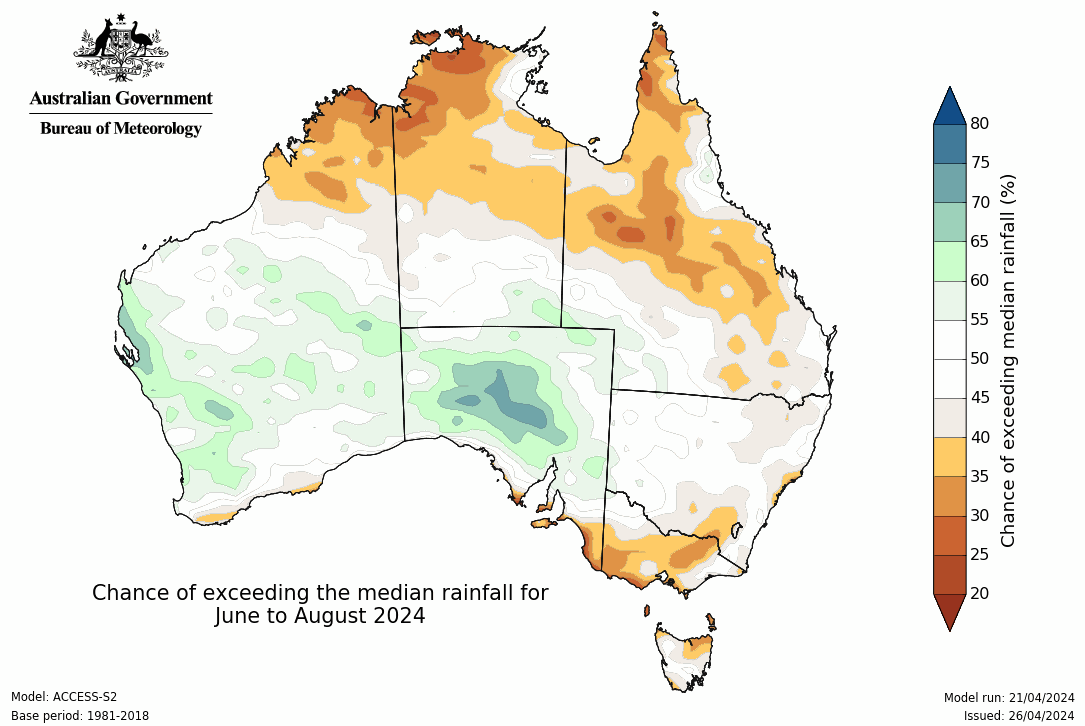 Australian Government
Bureau of Meteorology
80
75
70
65
60
55
50
45
40
35
30
25
20
Chance of exceeding median rainfall (%)
Chance of exceeding the median rainfall for
June to August 2024
Model: ACCESS-S2
Base period: 1981-2018
Model run: 21/04/2024
Issued: 26/04/2024